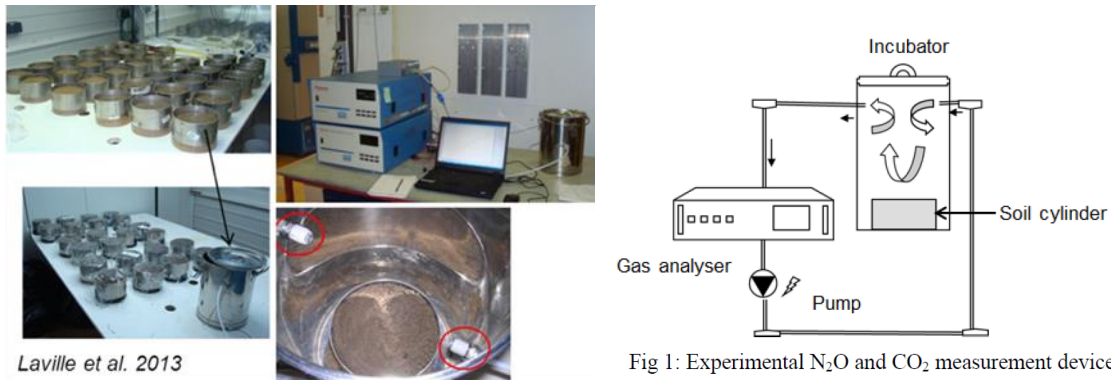 Laville et al. 2013
Incubator
Soil cylinder
Gas analyser
Pump
Fig 1: Experimental N₂O and CO₂ measurement device